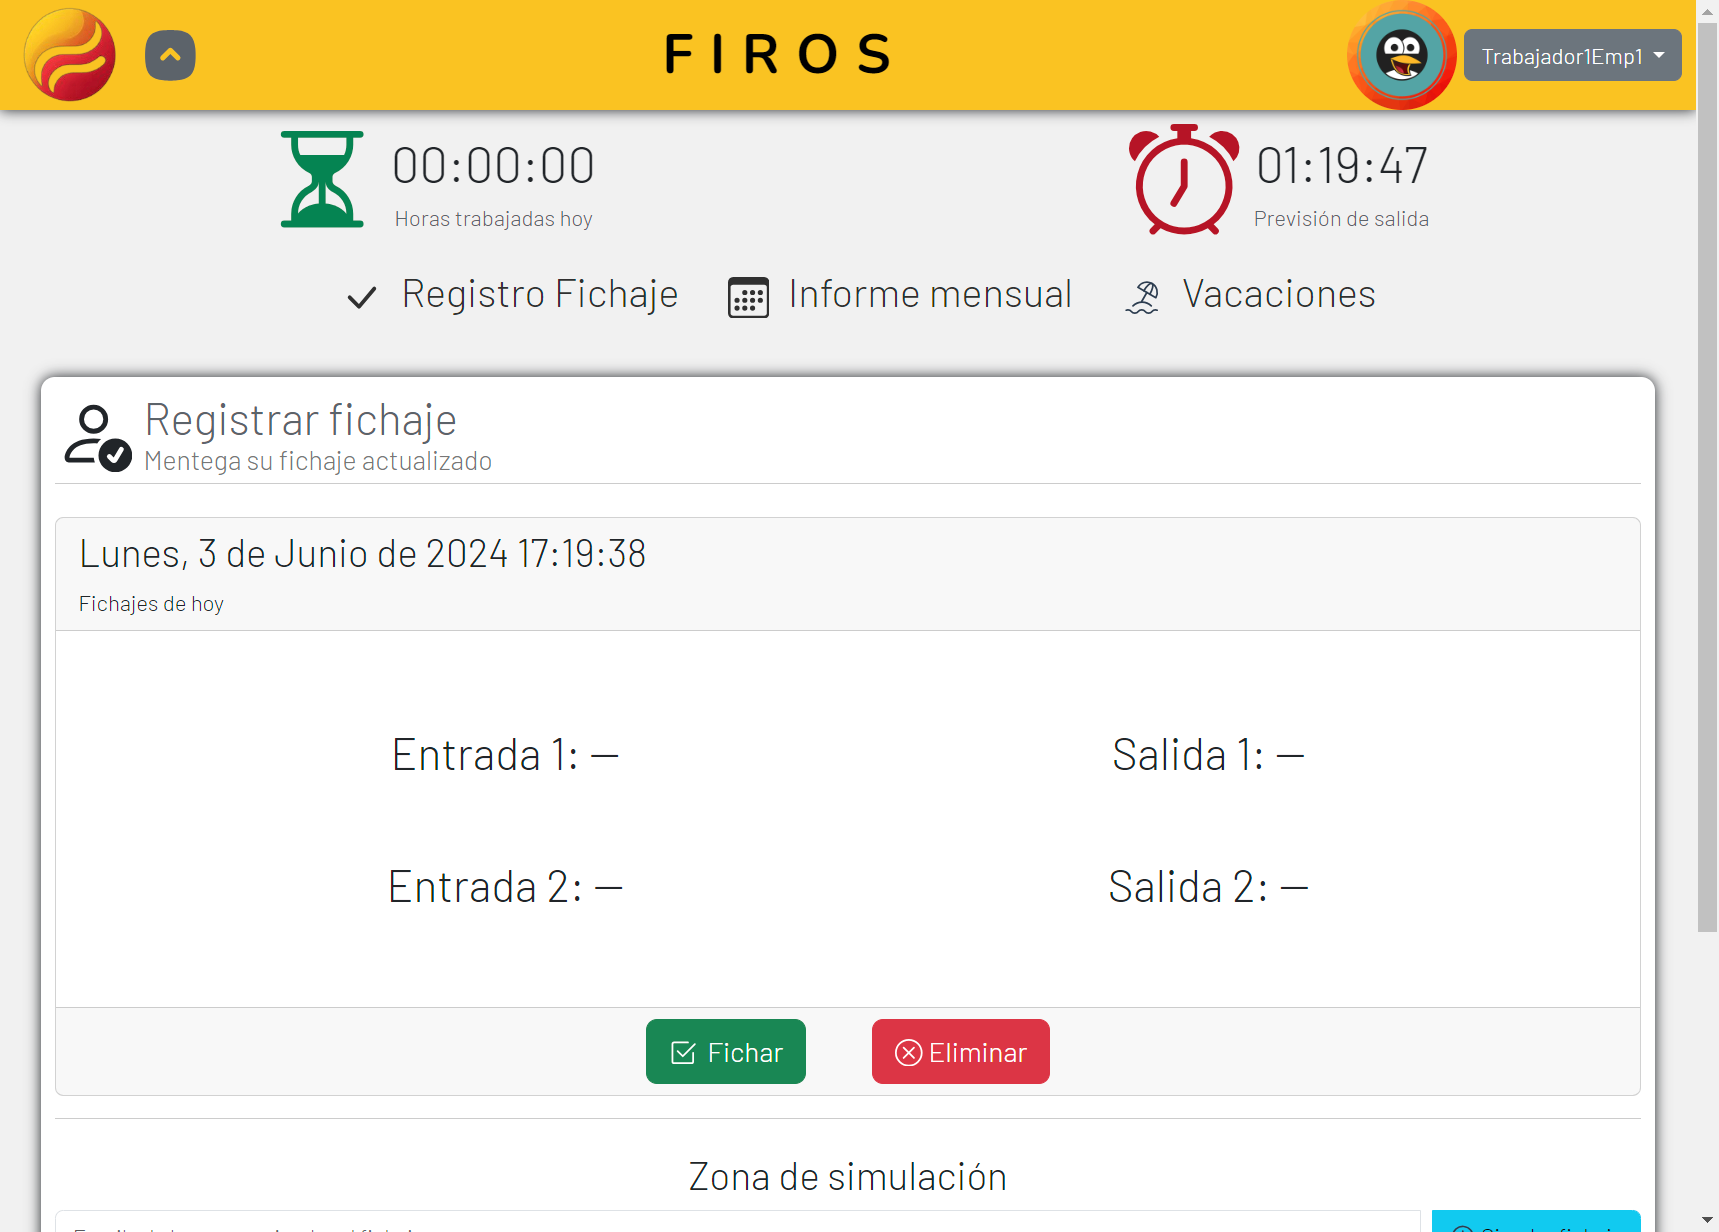 FIROS
Trabajador1Emp1
00:00:00
Horas trabajadas hoy
01:19:47
Previsión de salida
Registro Fichaje
Informe mensual
Vacaciones
Registrar fichaje
Mentega su fichaje actualizado
Lunes, 3 de Junio de 2024 17:19:38
Fichajes de hoy
Entrada 1: —
Salida 1: —
Entrada 2: —
Salida 2: —
Fichar
Eliminar
Zona de simulación